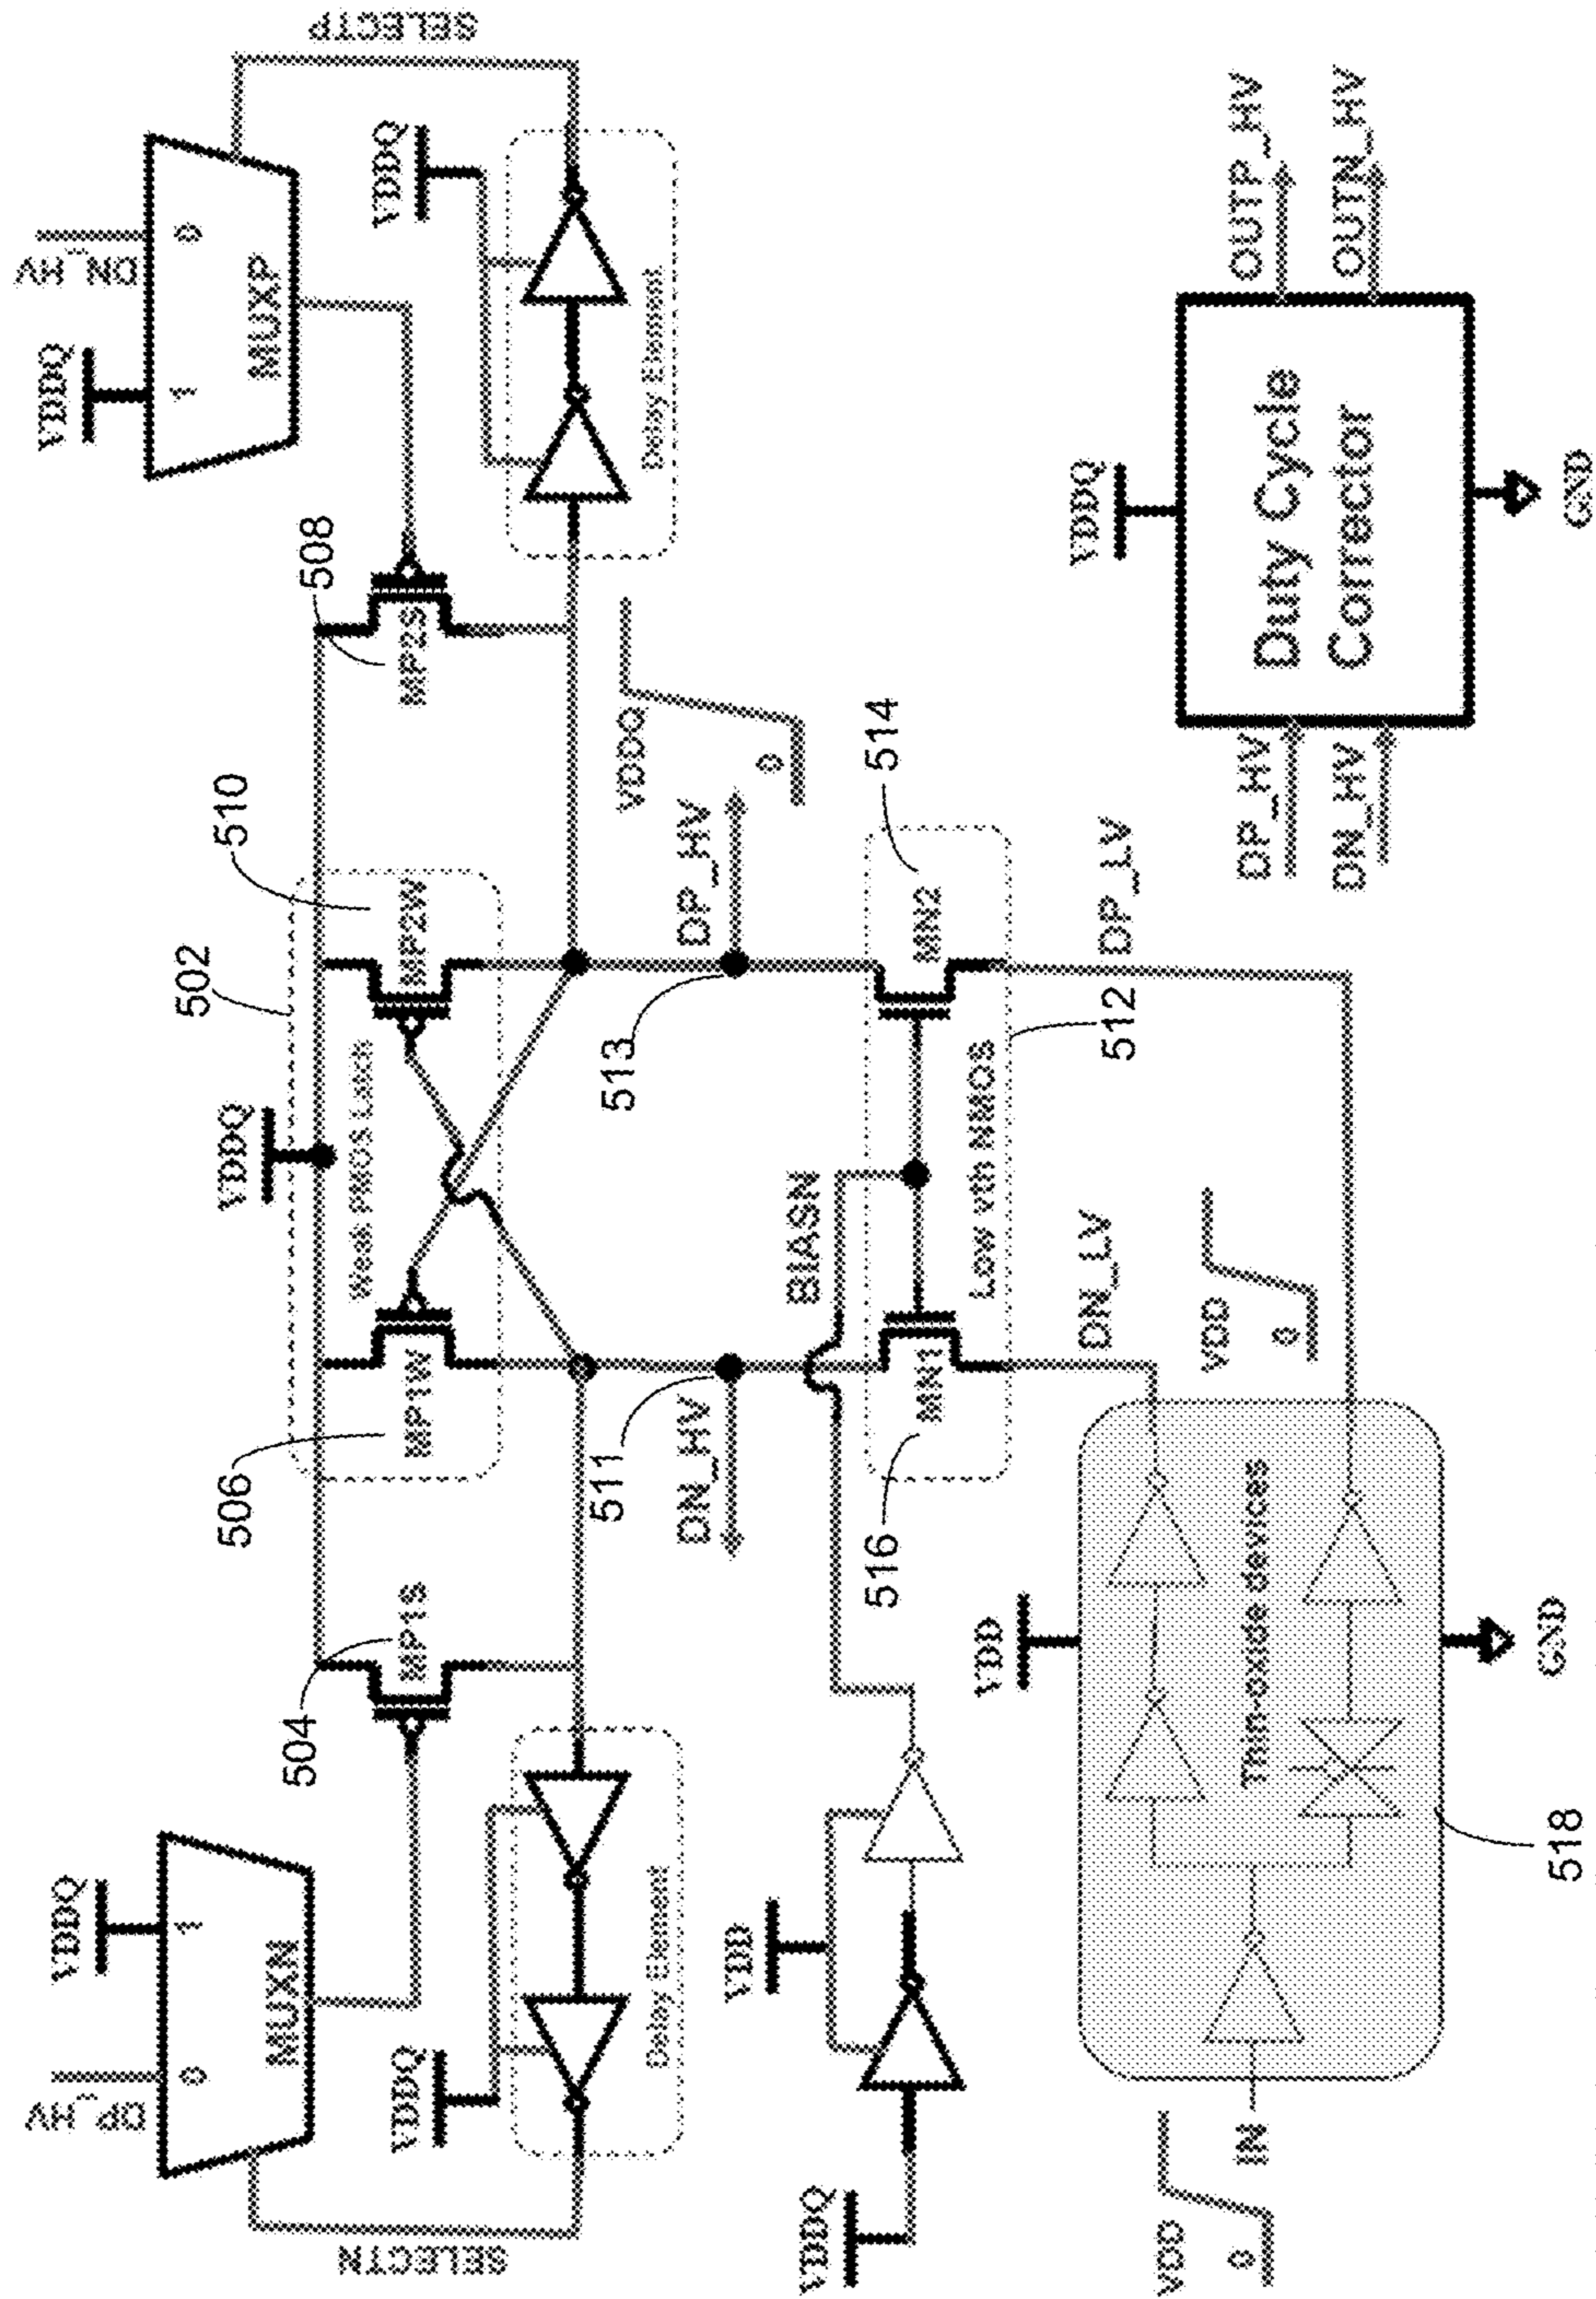 DP_HV
VDDQ
0
1
MUXN
SELECTN
VDDQ
Delay Element
504
MP1S
502
VDDQ
506
510
Weak PMOS Latch
MP1W
MP2W
508
MP2S
VDDQ
DN_HV
1
0
MUXP
SELECTP
VDDQ
Delay Element
511
DN_HV
513
DP_HV
VDDQ
0
VDDQ
VDD
BIASN
516
MN1
MN2
514
Low vth NMOS
512
DN_LV
DP_LV
VDD
0
IN
VDD
Thin-oxide devices
518
GND
VDD
0
VDDQ
DP_HV
DN_HV
Duty Cycle
Corrector
OUTP_HV
OUTN_HV
GND